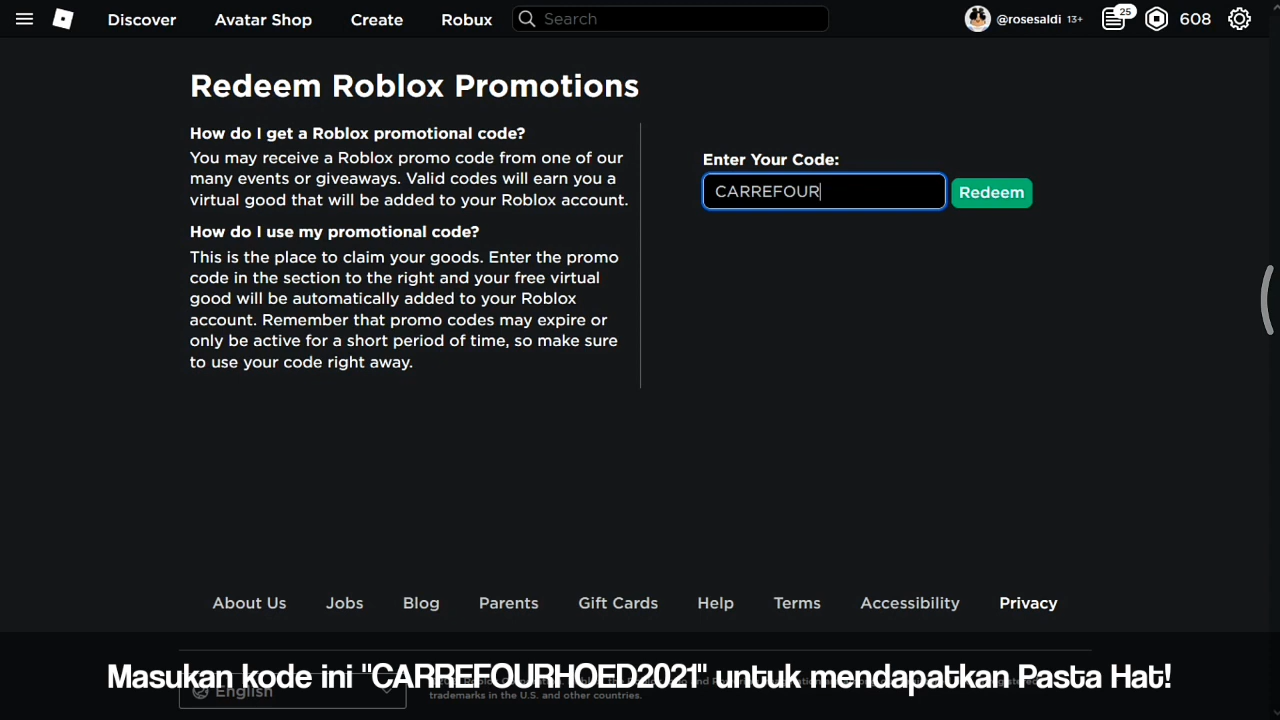 Discover Avatar Shop Create Robux Search @rosesaldi 13+ 25 608
Redeem Roblox Promotions
How do I get a Roblox promotional code?
You may receive a Roblox promo code from one of our
many events or giveaways. Valid codes will earn you a
virtual good that will be added to your Roblox account.
How do I use my promotional code?
This is the place to claim your goods. Enter the promo
code in the section to the right and your free virtual
good will be automatically added to your Roblox
account. Remember that promo codes may expire or
only be active for a short period of time, so make sure
to use your code right away.
Enter Your Code:
CARREFOUR Redeem
About Us Jobs Blog Parents Gift Cards Help Terms Accessibility Privacy
Masukan kode ini "CARREFOURHOED2021" untuk mendapatkan Pasta Hat!
English
trademarks in the U.S. and other countries.